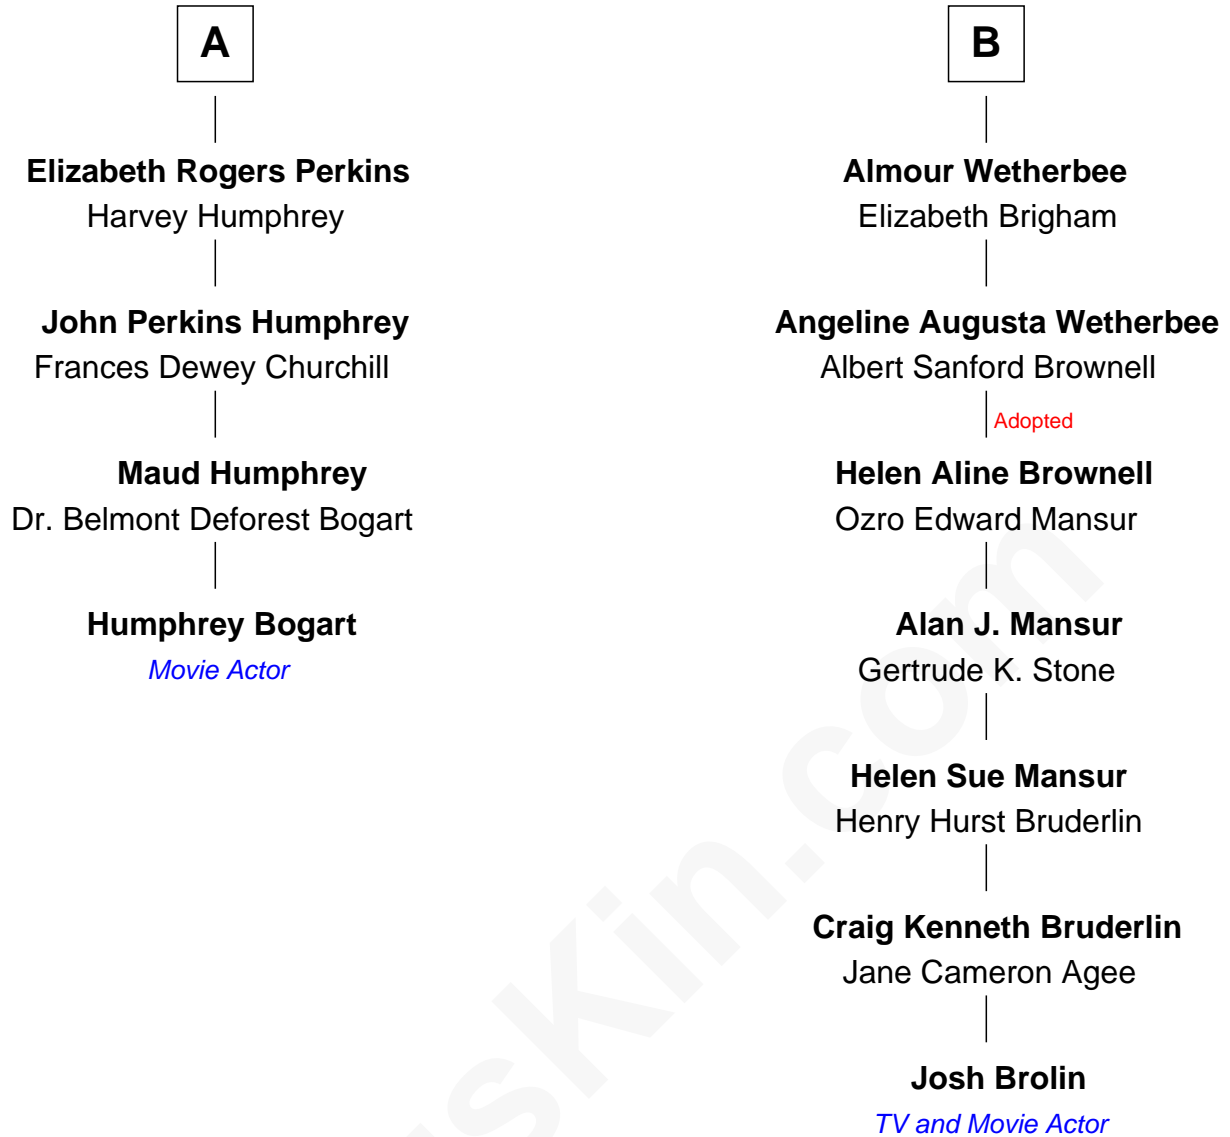 A
Elizabeth Rogers Perkins
Harvey Humphrey
John Perkins Humphrey
Frances Dewey Churchill
Maud Humphrey
Dr. Belmont Deforest Bogart
Humphrey Bogart
Movie Actor
B
Almour Wetherbee
Elizabeth Brigham
Angeline Augusta Wetherbee
Albert Sanford Brownell
Adopted
Helen Aline Brownell
Ozro Edward Mansur
Alan J. Mansur
Gertrude K. Stone
Helen Sue Mansur
Henry Hurst Bruderlin
Craig Kenneth Bruderlin
Jane Cameron Agee
Josh Brolin
TV and Movie Actor
usKin.com